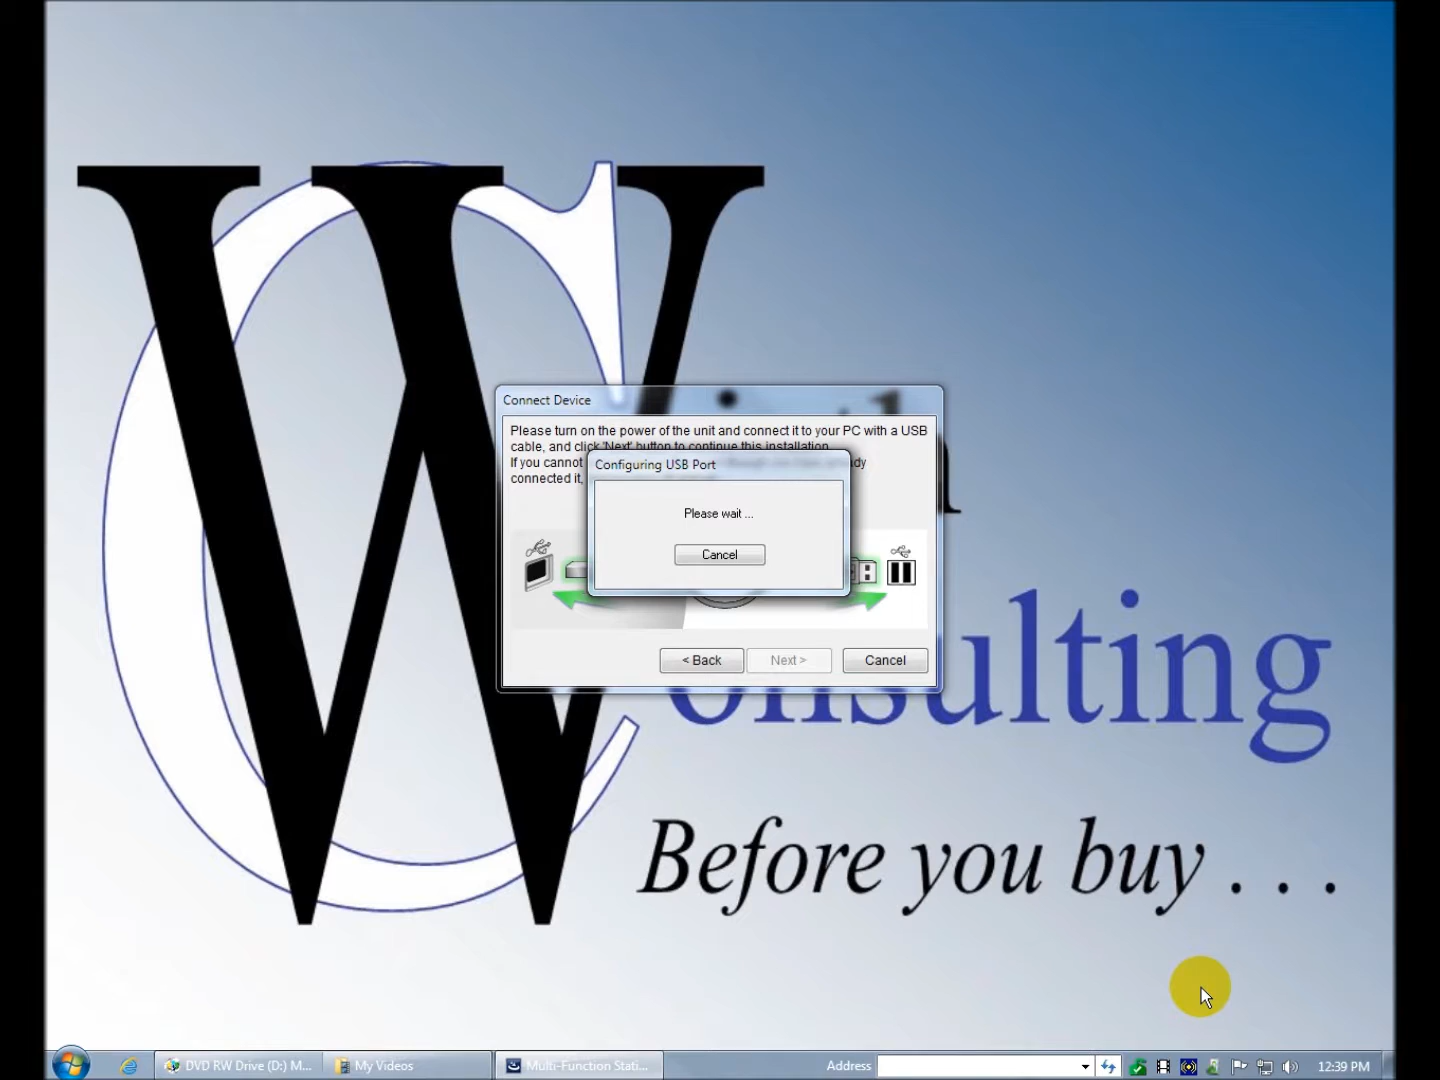 Connect Device
Please turn on the power of the unit and connect it to your PC with a USB
cable, and click 'Next' button to continue this installation.
If you cannot
connected it,
Configuring USB Port
Please wait ...
Cancel
< Back
Next >
Cancel
W
C
onsulting
Before you buy . . .
DVD RW Drive (D:) M...
My Videos
Multi-Function Stati...
Address
12:39 PM